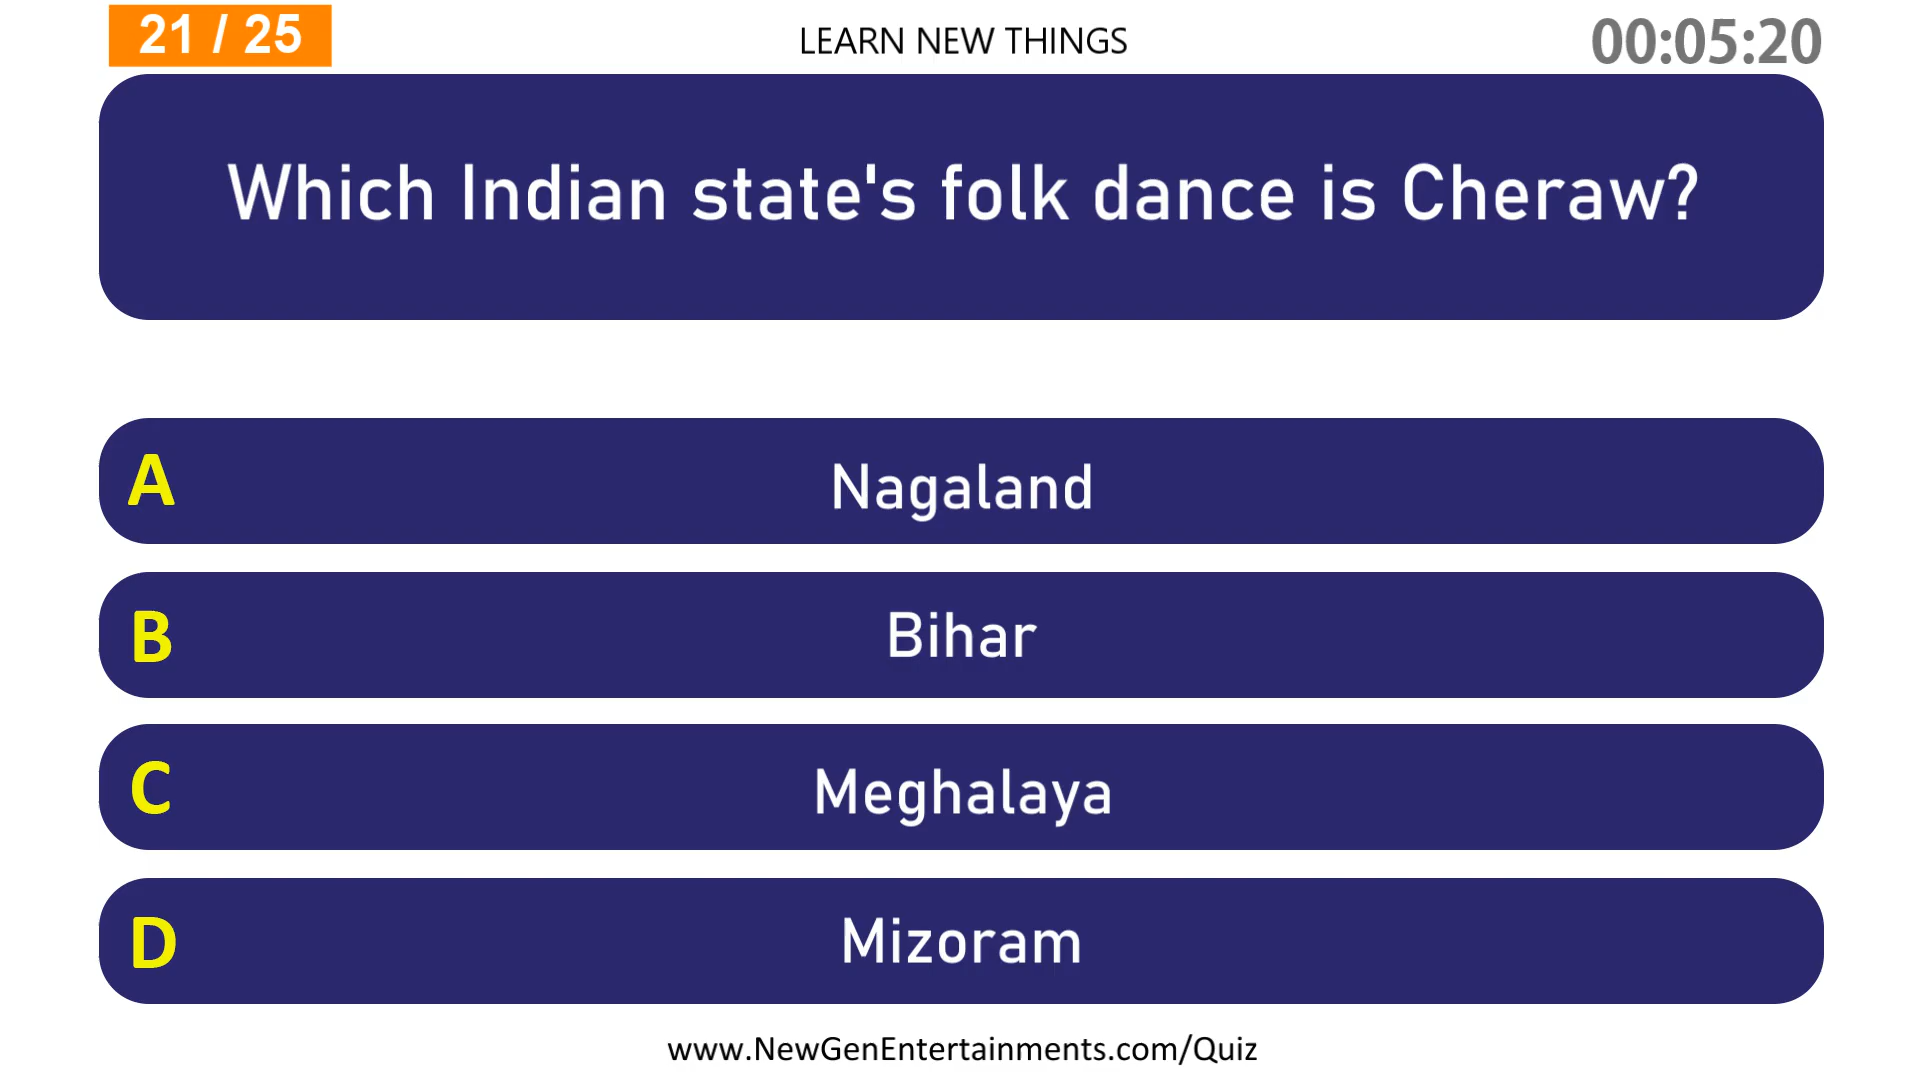 21 / 25
LEARN NEW THINGS
00:05:20
Which Indian state's folk dance is Cheraw?
A
Nagaland
B
Bihar
C
Meghalaya
D
Mizoram
www.NewGenEntertainments.com/Quiz